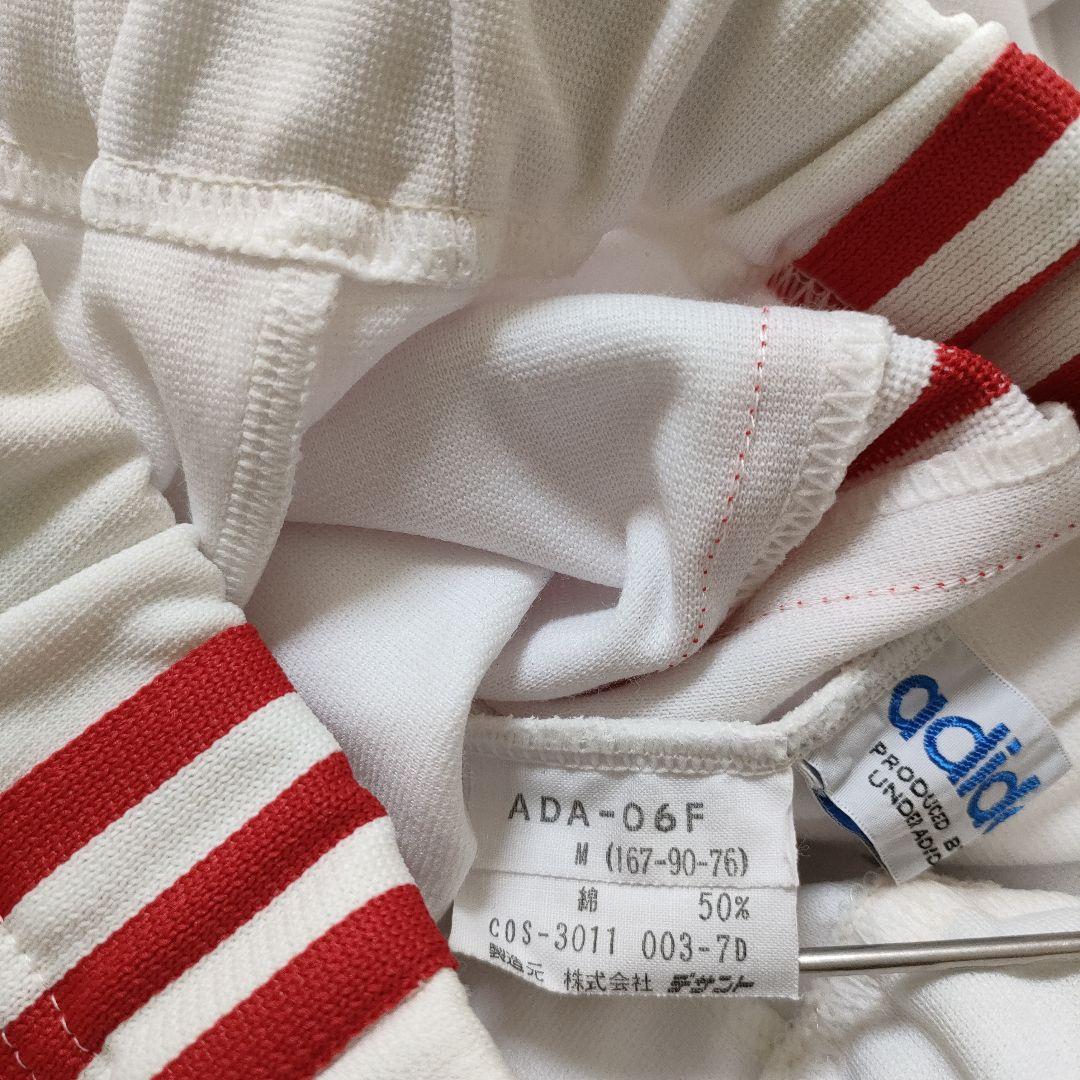 ADA-06F
M (167-90-76)
綿 50%
COS-3011 003-7D
製造元 株式会社 デサント
adid
PRODUCED B
UNDER ADID